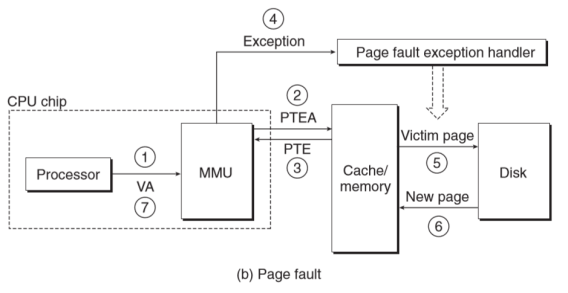 4
Exception
Page fault exception handler
CPU chip
2
PTEA
Processor
1
VA
7
MMU
PTE
3
Cache/
memory
Victim page
5
Disk
New page
6
(b) Page fault